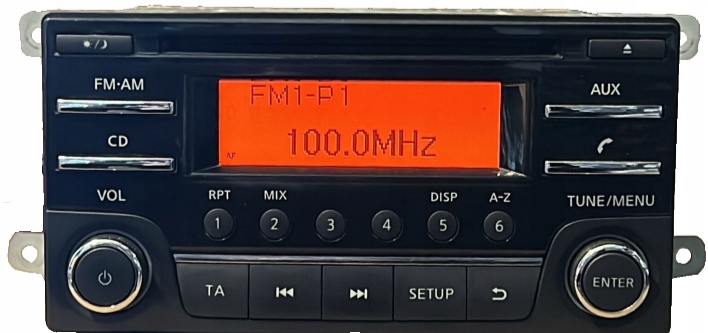 FM·AM
AUX
FM1-P1
100.0MHz
AF
CD
VOL
RPT
MIX
DISP
A-Z
TUNE/MENU
1
2
3
4
5
6
TA
SETUP
ENTER